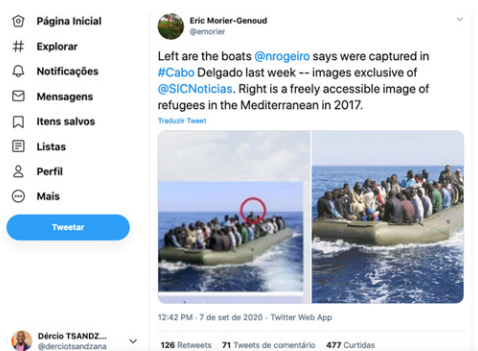 Página Inicial
Explorar
Notificações
Mensagens
Itens salvos
Listas
Perfil
Mais
Tweetar
Dércio TSANDZ...
@derciotsandzana
Eric Morier-Genoud
@emorier
Left are the boats @nrogeiro says were captured in
#Cabo Delgado last week -- images exclusive of
@SICNoticias. Right is a freely accessible image of
refugees in the Mediterranean in 2017.
Traduzir Tweet
12:42 PM · 7 de set de 2020 · Twitter Web App
126 Retweets 71 Tweets de comentário 477 Curtidas